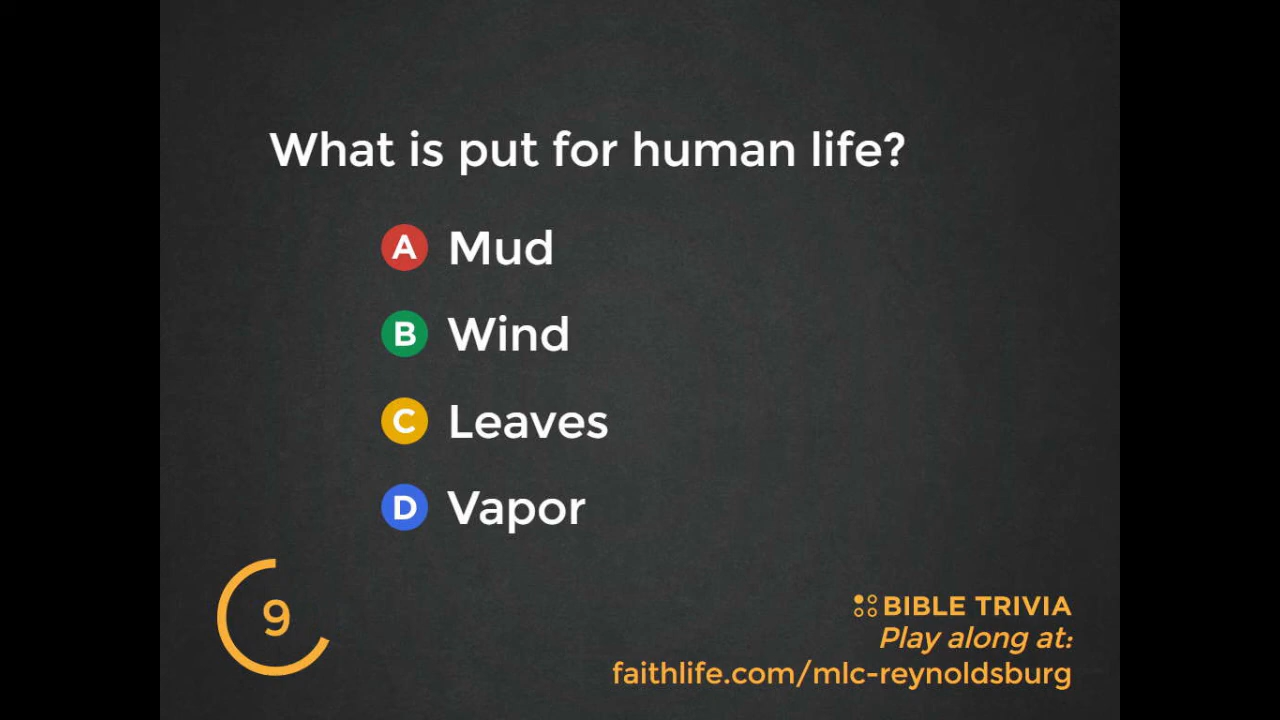 What is put for human life?
A Mud
B Wind
C Leaves
D Vapor
9
BIBLE TRIVIA
Play along at:
faithlife.com/mlc-reynoldsburg